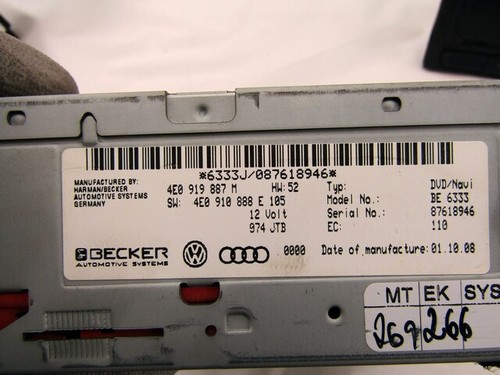 *6333J/087618946*
MANUFACTURED BY:
HARMAN/BECKER
AUTOMOTIVE SYSTEMS
GERMANY
4E0 919 887 M HW: 52
SW: 4E0 910 888 E 105
12 Volt
974 JTB
Typ: DVD/Navi
Model No.: BE 6333
Serial No.: 87618946
EC: 110
BECKER
AUTOMOTIVE SYSTEMS
0000 Date of manufacture: 01.10.08
MT EK SYS
269 266